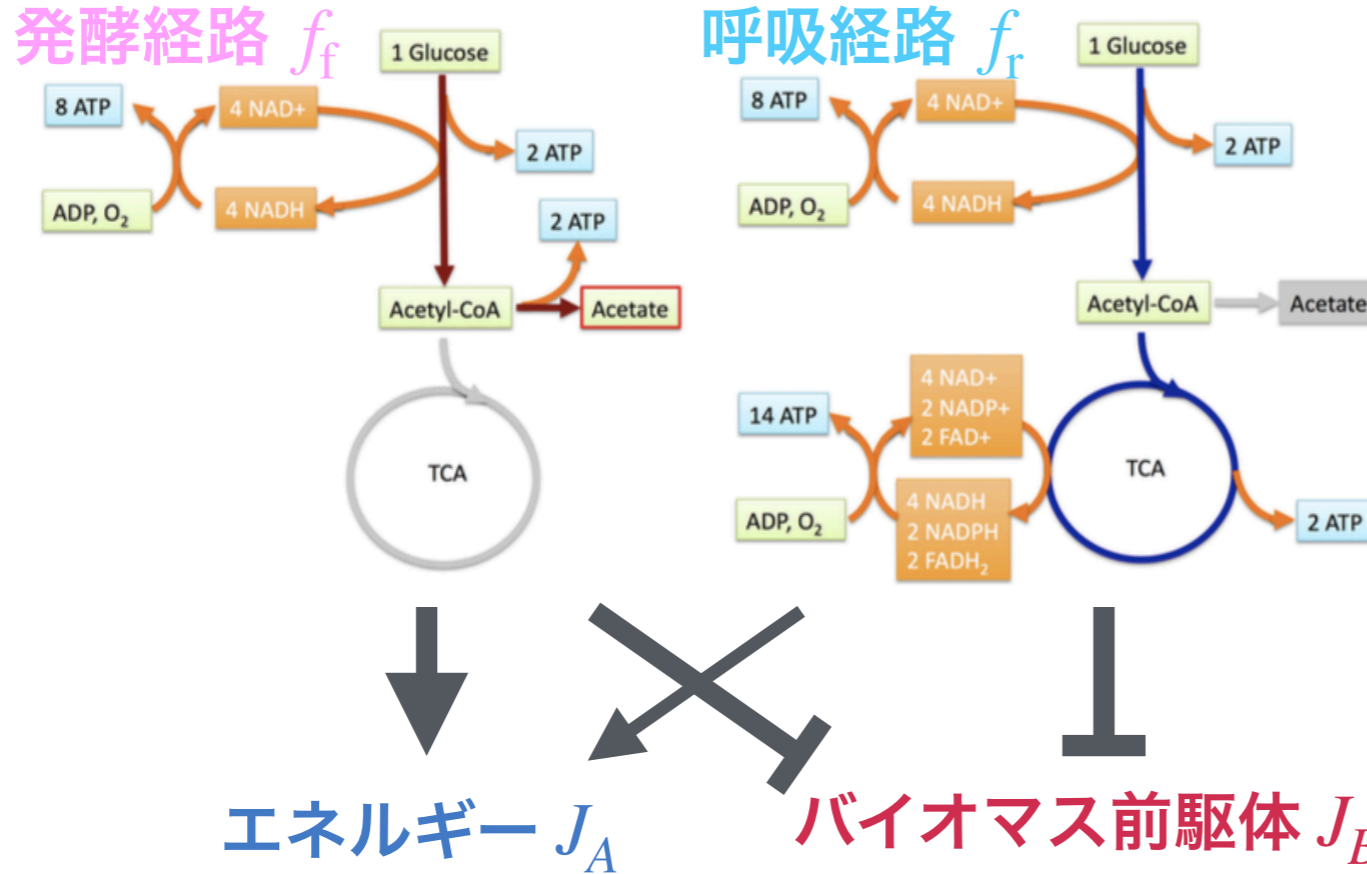 発酵経路 f_f
1 Glucose
8 ATP
4 NAD+
2 ATP
ADP, O₂
4 NADH
2 ATP
Acetyl-CoA
Acetate
TCA
呼吸経路 f_r
1 Glucose
8 ATP
4 NAD+
2 ATP
ADP, O₂
4 NADH
Acetyl-CoA
Acetate
14 ATP
4 NAD+
2 NADP+
2 FAD+
TCA
ADP, O₂
4 NADH
2 NADPH
2 FADH₂
2 ATP
エネルギー J_A
バイオマス前駆体 J_B